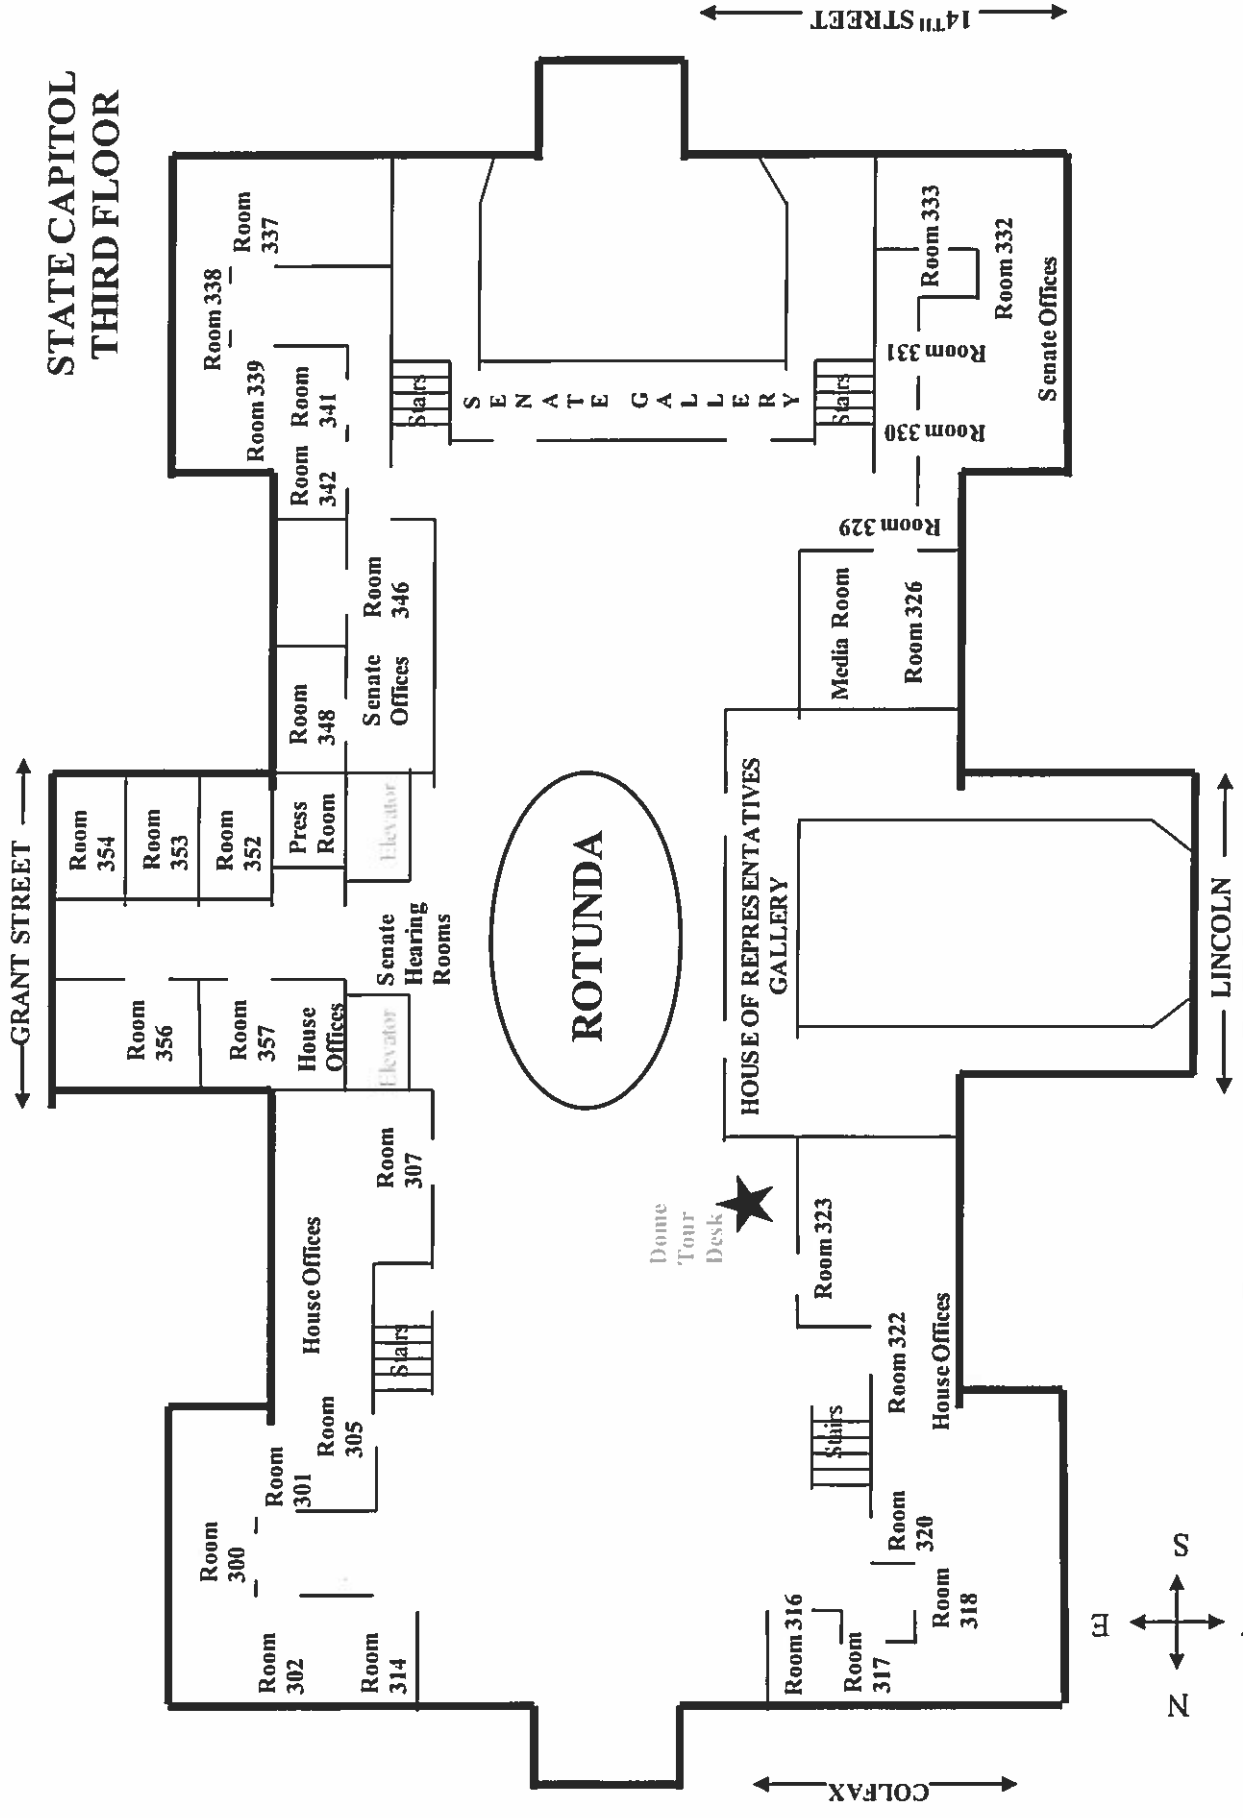 GRANT STREET
STATE CAPITOL
THIRD FLOOR
Room
354
Room
353
Room
352
Room
356
Room
357
House
Offices
Press
Room
Elevator
Elevator
Senate
Hearing
Rooms
Room
300
Room
301
Room
302
Room
305
Room
314
House Offices
Room
307
Stairs
Room
348
Senate
Offices
Room
346
Room
342
Room
341
Room 339
Room 338
Room
337
Stairs
SENATE GALLERY
Stairs
ROTUNDA
Dome
Tour
Desk
HOUSE OF REPRESENTATIVES
GALLERY
Media Room
Room 326
Room 329
Room 330
Room 331
Room 333
Room 332
Senate Offices
Room 323
Room 322
House Offices
Stairs
Room
320
Room 316
Room
317
Room
318
COLFAX
14TH STREET
LINCOLN
E
N
S